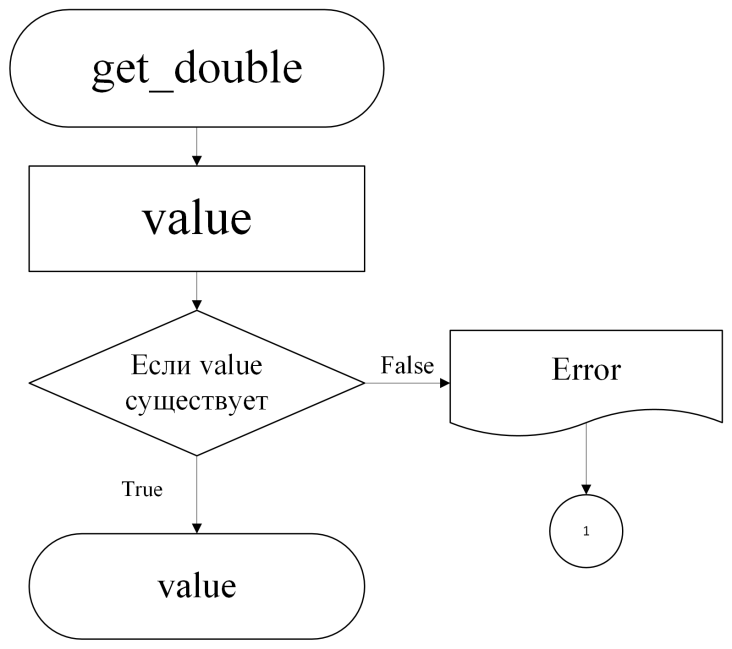 get_double
value
Если value
существует
False
Error
True
1
value